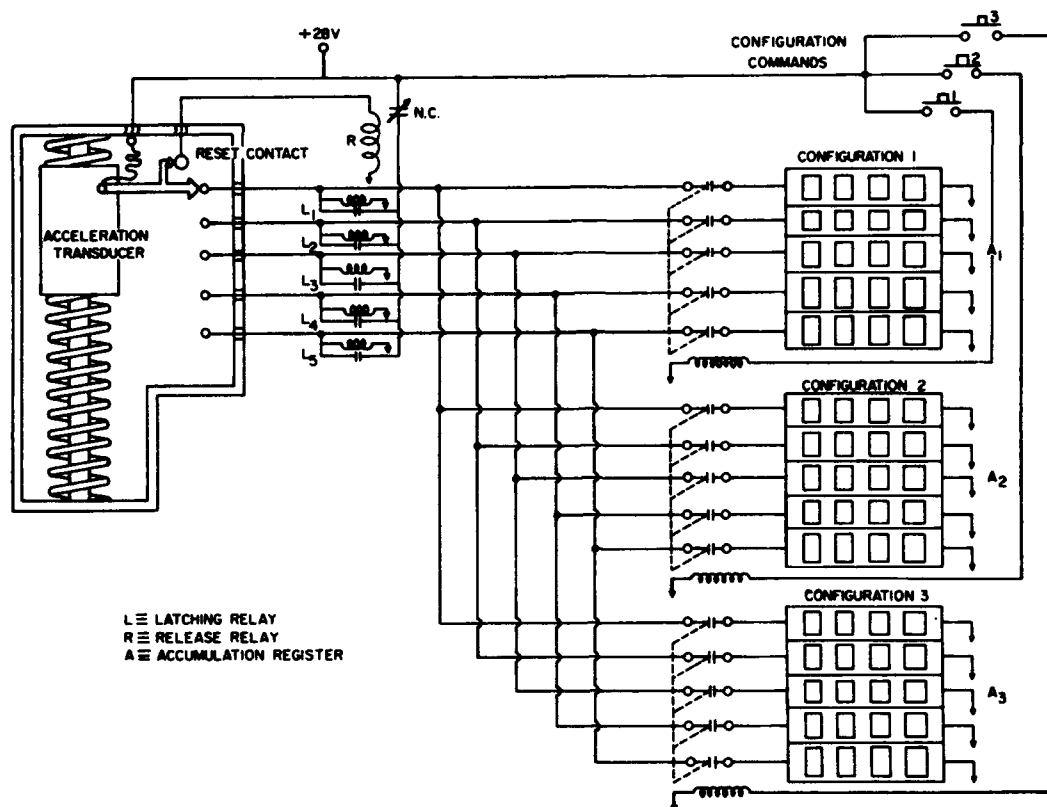 3
+28V
CONFIGURATION
COMMANDS
2
N.C.
1
R
RESET CONTACT
CONFIGURATION 1
L1
ACCELERATION
TRANSDUCER
L2
A1
L3
L4
L5
CONFIGURATION 2
A2
CONFIGURATION 3
L ≡ LATCHING RELAY
R ≡ RELEASE RELAY
A ≡ ACCUMULATION REGISTER
A3